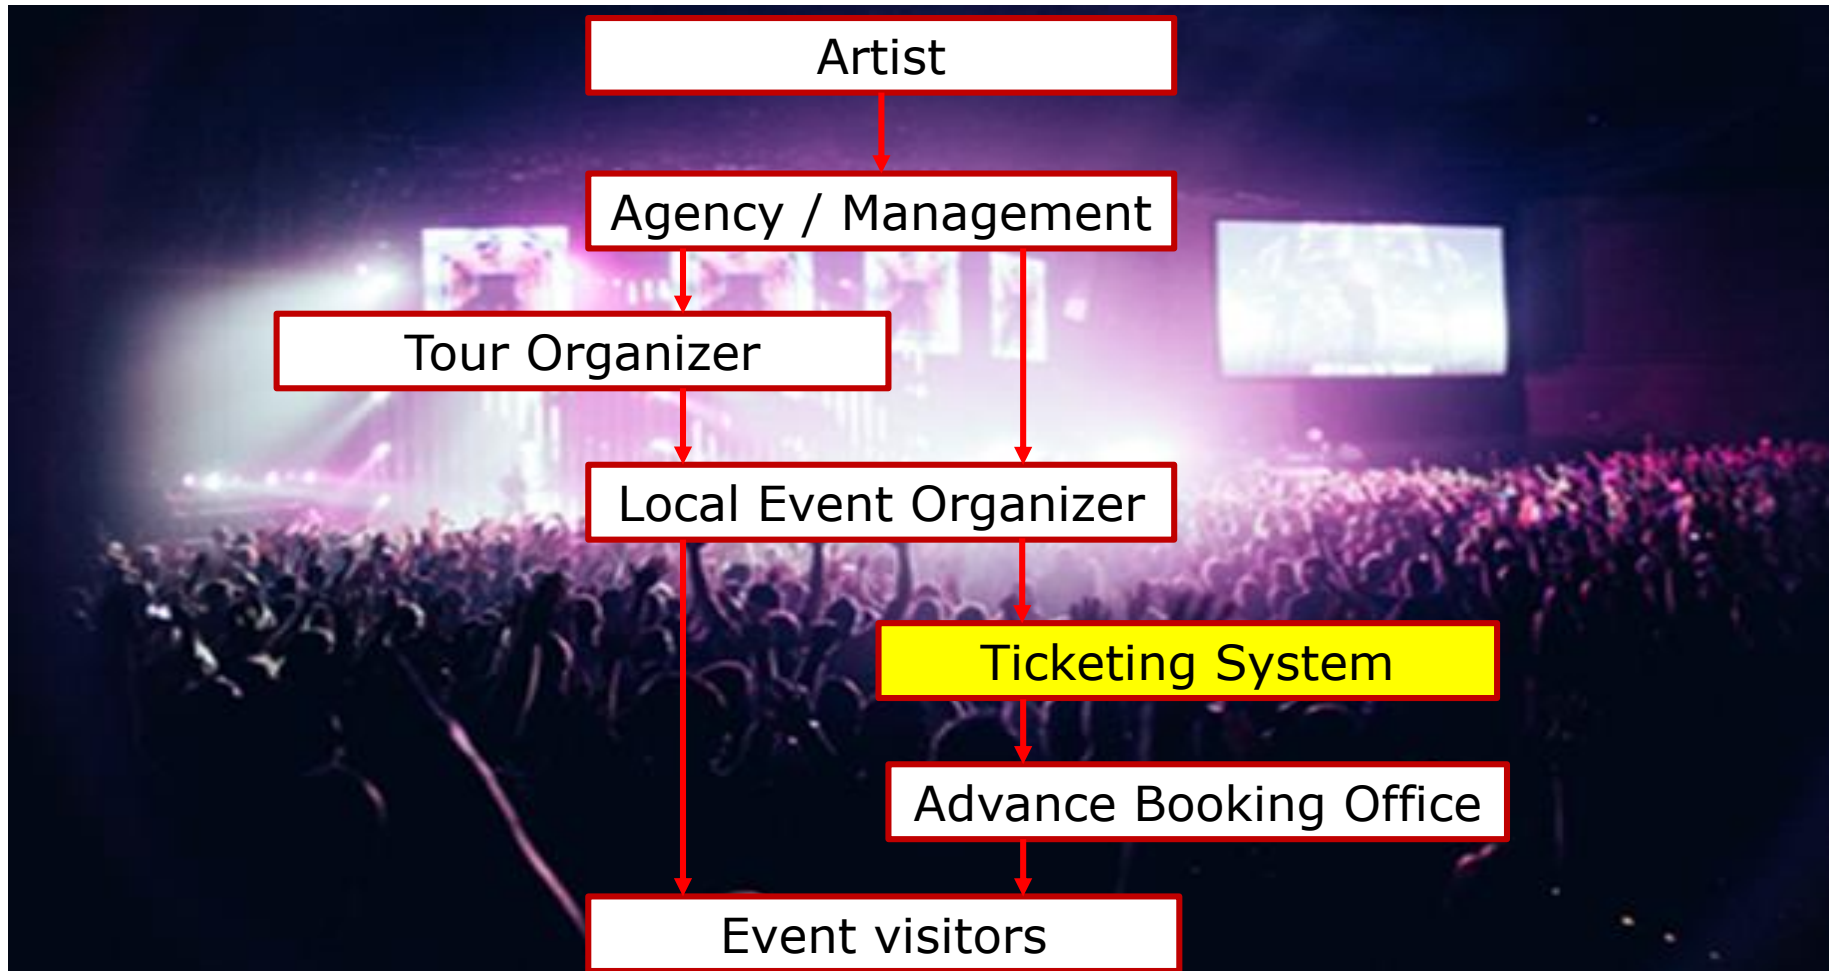 Artist
Agency / Management
Tour Organizer
Local Event Organizer
Ticketing System
Advance Booking Office
Event visitors